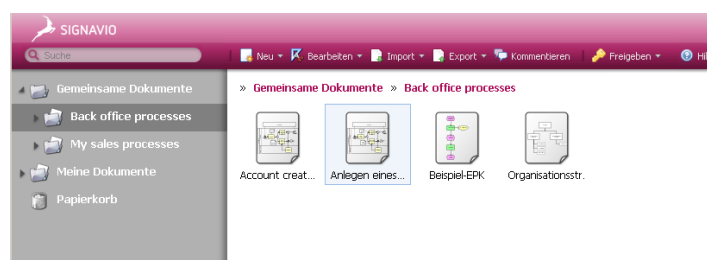 SIGNAVIO
Suche
Neu Bearbeiten Import Export Kommentieren Freigeben Hil
Gemeinsame Dokumente
Back office processes
My sales processes
Meine Dokumente
Papierkorb
» Gemeinsame Dokumente » Back office processes
Account creat... Anlegen eines... Beispiel-EPK Organisationsstr.